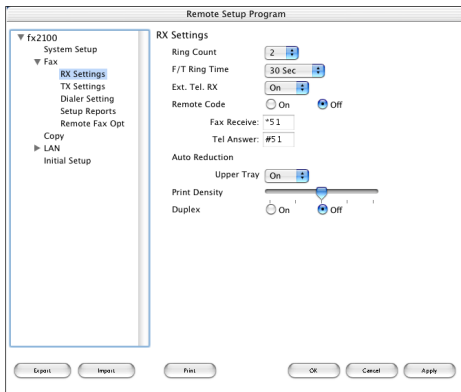 Remote Setup Program
fx2100
System Setup
Fax
RX Settings
TX Settings
Dialer Setting
Setup Reports
Remote Fax Opt
Copy
LAN
Initial Setup
RX Settings
Ring Count 2
F/T Ring Time 30 Sec
Ext. Tel. RX On
Remote Code On Off
Fax Receive: *51
Tel Answer: #51
Auto Reduction
Upper Tray On
Print Density
Duplex On Off
Export Import Print OK Cancel Apply